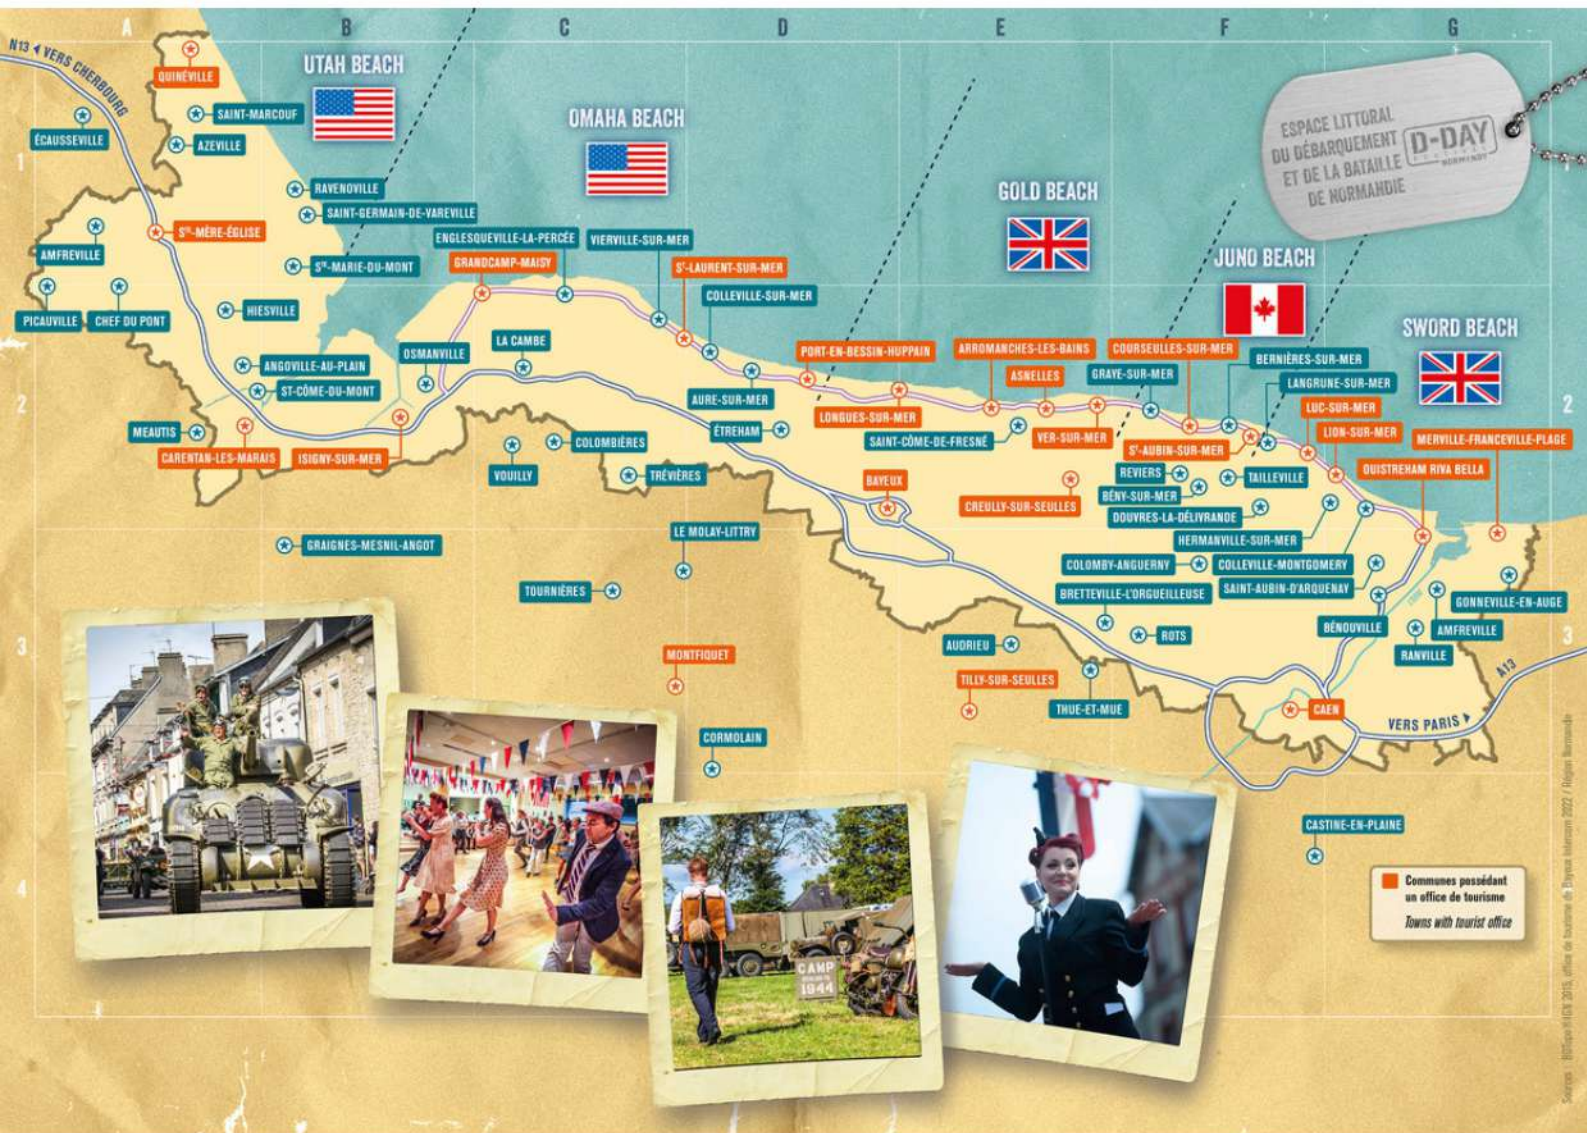 A
B
C
D
E
F
G
N13 VERS CHERBOURG
UTAH BEACH
OMAHA BEACH
GOLD BEACH
JUNO BEACH
SWORD BEACH
ESPACE LITTORAL
DU DÉBARQUEMENT
ET DE LA BATAILLE
DE NORMANDIE
D-DAY
NORMANDY
1
1
QUINÉVILLE
SAINT-MARCOUF
ÉCAUSSEVILLE
AZEVILLE
RAVENOVILLE
SAINT-GERMAIN-DE-VAREVILLE
STE-MÈRE-ÉGLISE
AMFREVILLE
STE-MARIE-DU-MONT
PICAUVILLE
CHEF DU PONT
HIESVILLE
ENGLESQUEVILLE-LA-PERCÉE
VIERVILLE-SUR-MER
GRANDCAMP-MAISY
ST-LAURENT-SUR-MER
COLLEVILLE-SUR-MER
ANGOVILLE-AU-PLAIN
OSMANVILLE
LA CAMBE
ST-CÔME-DU-MONT
2
2
MEAUTIS
CARENTAN-LES-MARAIS
ISIGNY-SUR-MER
VOUILLY
COLOMBIÈRES
TRÉVIÈRES
AURE-SUR-MER
ÉTREHAM
PORT-EN-BESSIN-HUPPAIN
LONGUES-SUR-MER
ARROMANCHES-LES-BAINS
ASNELLES
SAINT-CÔME-DE-FRESNÉ
VER-SUR-MER
COURSEULLES-SUR-MER
GRAYE-SUR-MER
BERNIÈRES-SUR-MER
LANGRUNE-SUR-MER
LUC-SUR-MER
LION-SUR-MER
ST-AUBIN-SUR-MER
MERVILLE-FRANCEVILLE-PLAGE
OUISTREHAM RIVA BELLA
BAYEUX
CREULLY-SUR-SEULLES
REVIERS
TAILLEVILLE
BÉNY-SUR-MER
DOUVRES-LA-DÉLIVRANDE
HERMANVILLE-SUR-MER
COLOMBY-ANGUERNY
COLLEVILLE-MONTGOMERY
SAINT-AUBIN-D'ARQUENAY
BRETTEVILLE-L'ORGUEILLEUSE
GONNEVILLE-EN-AUGE
BÉNOUVILLE
AMFREVILLE
RANVILLE
GRAIGNES-MESNIL-ANGOT
LE MOLAY-LITTRY
TOURNIÈRES
3
3
AUDRIEU
ROTS
MONTFIQUET
TILLY-SUR-SEULLES
THUE-ET-MUE
CAEN
VERS PARIS
A13
CORMOLAIN
CASTINE-EN-PLAINE
4
CAMP
1944
Communes possédant
un office de tourisme
Towns with tourist office